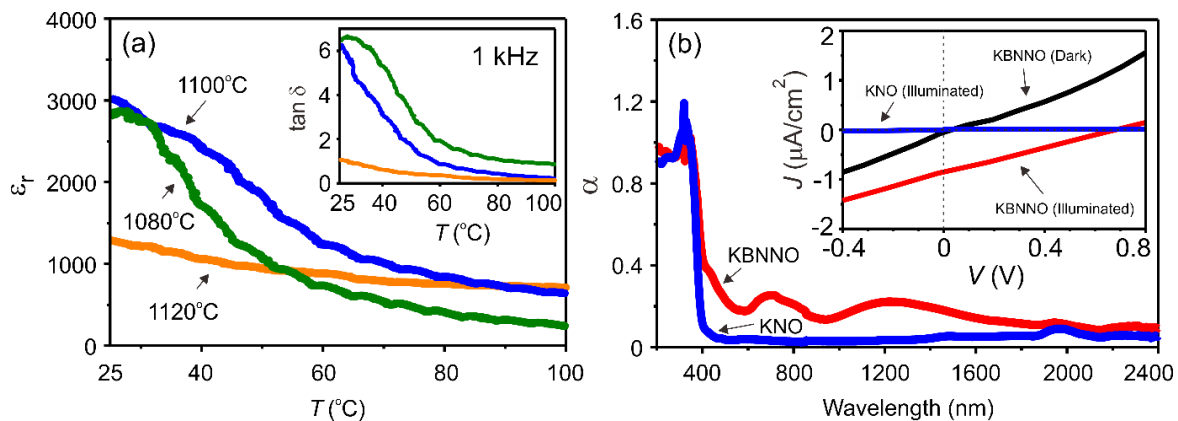 (a)
4000
3000
2000
1000
0
εr
25
40
60
80
100
T (°C)
1100°C
1080°C
1120°C
1 kHz
6
4
2
0
tan δ
25
40
60
80
100
T (°C)
(b)
1.6
1.2
0.8
0.4
0
α
400
800
1200
1600
2000
2400
Wavelength (nm)
KBNNO
KNO
2
1
0
-1
-2
J (µA/cm²)
KBNNO (Dark)
KNO (Illuminated)
KBNNO (Illuminated)
-0.4
0
0.4
0.8
V (V)